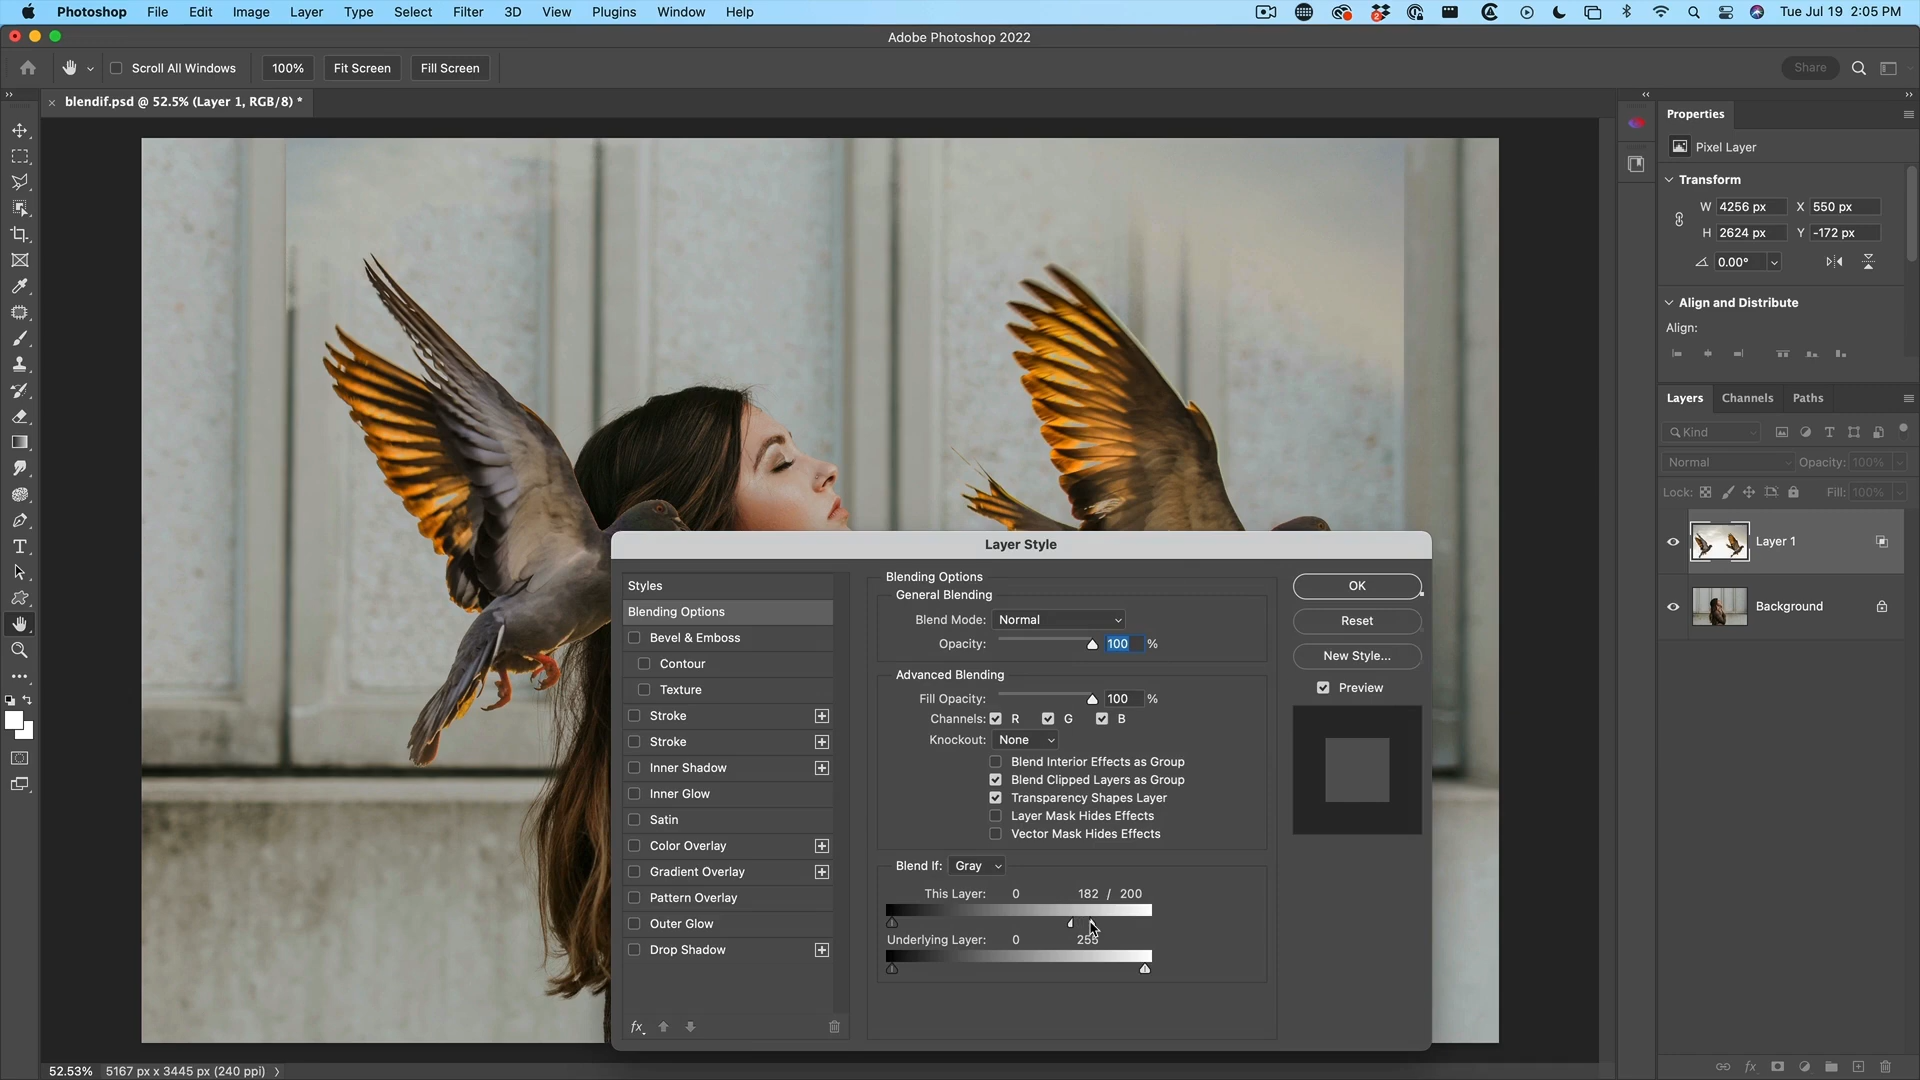 Photoshop File Edit Image Layer Type Select Filter 3D View Plugins Window Help Tue Jul 19 2:05 PM
Adobe Photoshop 2022
Scroll All Windows 100% Fit Screen Fill Screen Share
blendif.psd @ 52.5% (Layer 1, RGB/8) *
Properties
Pixel Layer
Transform
W 4256 px X 550 px
H 2624 px Y -172 px
0.00°
Align and Distribute
Align:
Layers Channels Paths
Kind
Normal Opacity: 100%
Lock: Fill: 100%
Layer 1
Background
Layer Style
Styles
Blending Options
Bevel & Emboss
Contour
Texture
Stroke
Stroke
Inner Shadow
Inner Glow
Satin
Color Overlay
Gradient Overlay
Pattern Overlay
Outer Glow
Drop Shadow
fx
Blending Options
General Blending
Blend Mode: Normal
Opacity: 100 %
Advanced Blending
Fill Opacity: 100 %
Channels: R G B
Knockout: None
Blend Interior Effects as Group
Blend Clipped Layers as Group
Transparency Shapes Layer
Layer Mask Hides Effects
Vector Mask Hides Effects
Blend If: Gray
This Layer: 0 182 / 200
Underlying Layer: 0 255
OK
Reset
New Style...
Preview
52.53% 5167 px x 3445 px (240 ppi)
fx